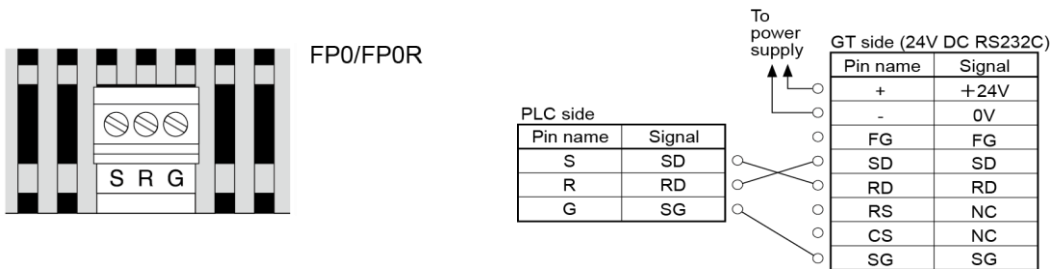 FP0/FP0R
S R G
To
power
supply
GT side (24V DC RS232C)
Pin name Signal
+ +24V
- 0V
FG FG
SD SD
RD RD
RS NC
CS NC
SG SG
PLC side
Pin name Signal
S SD
R RD
G SG